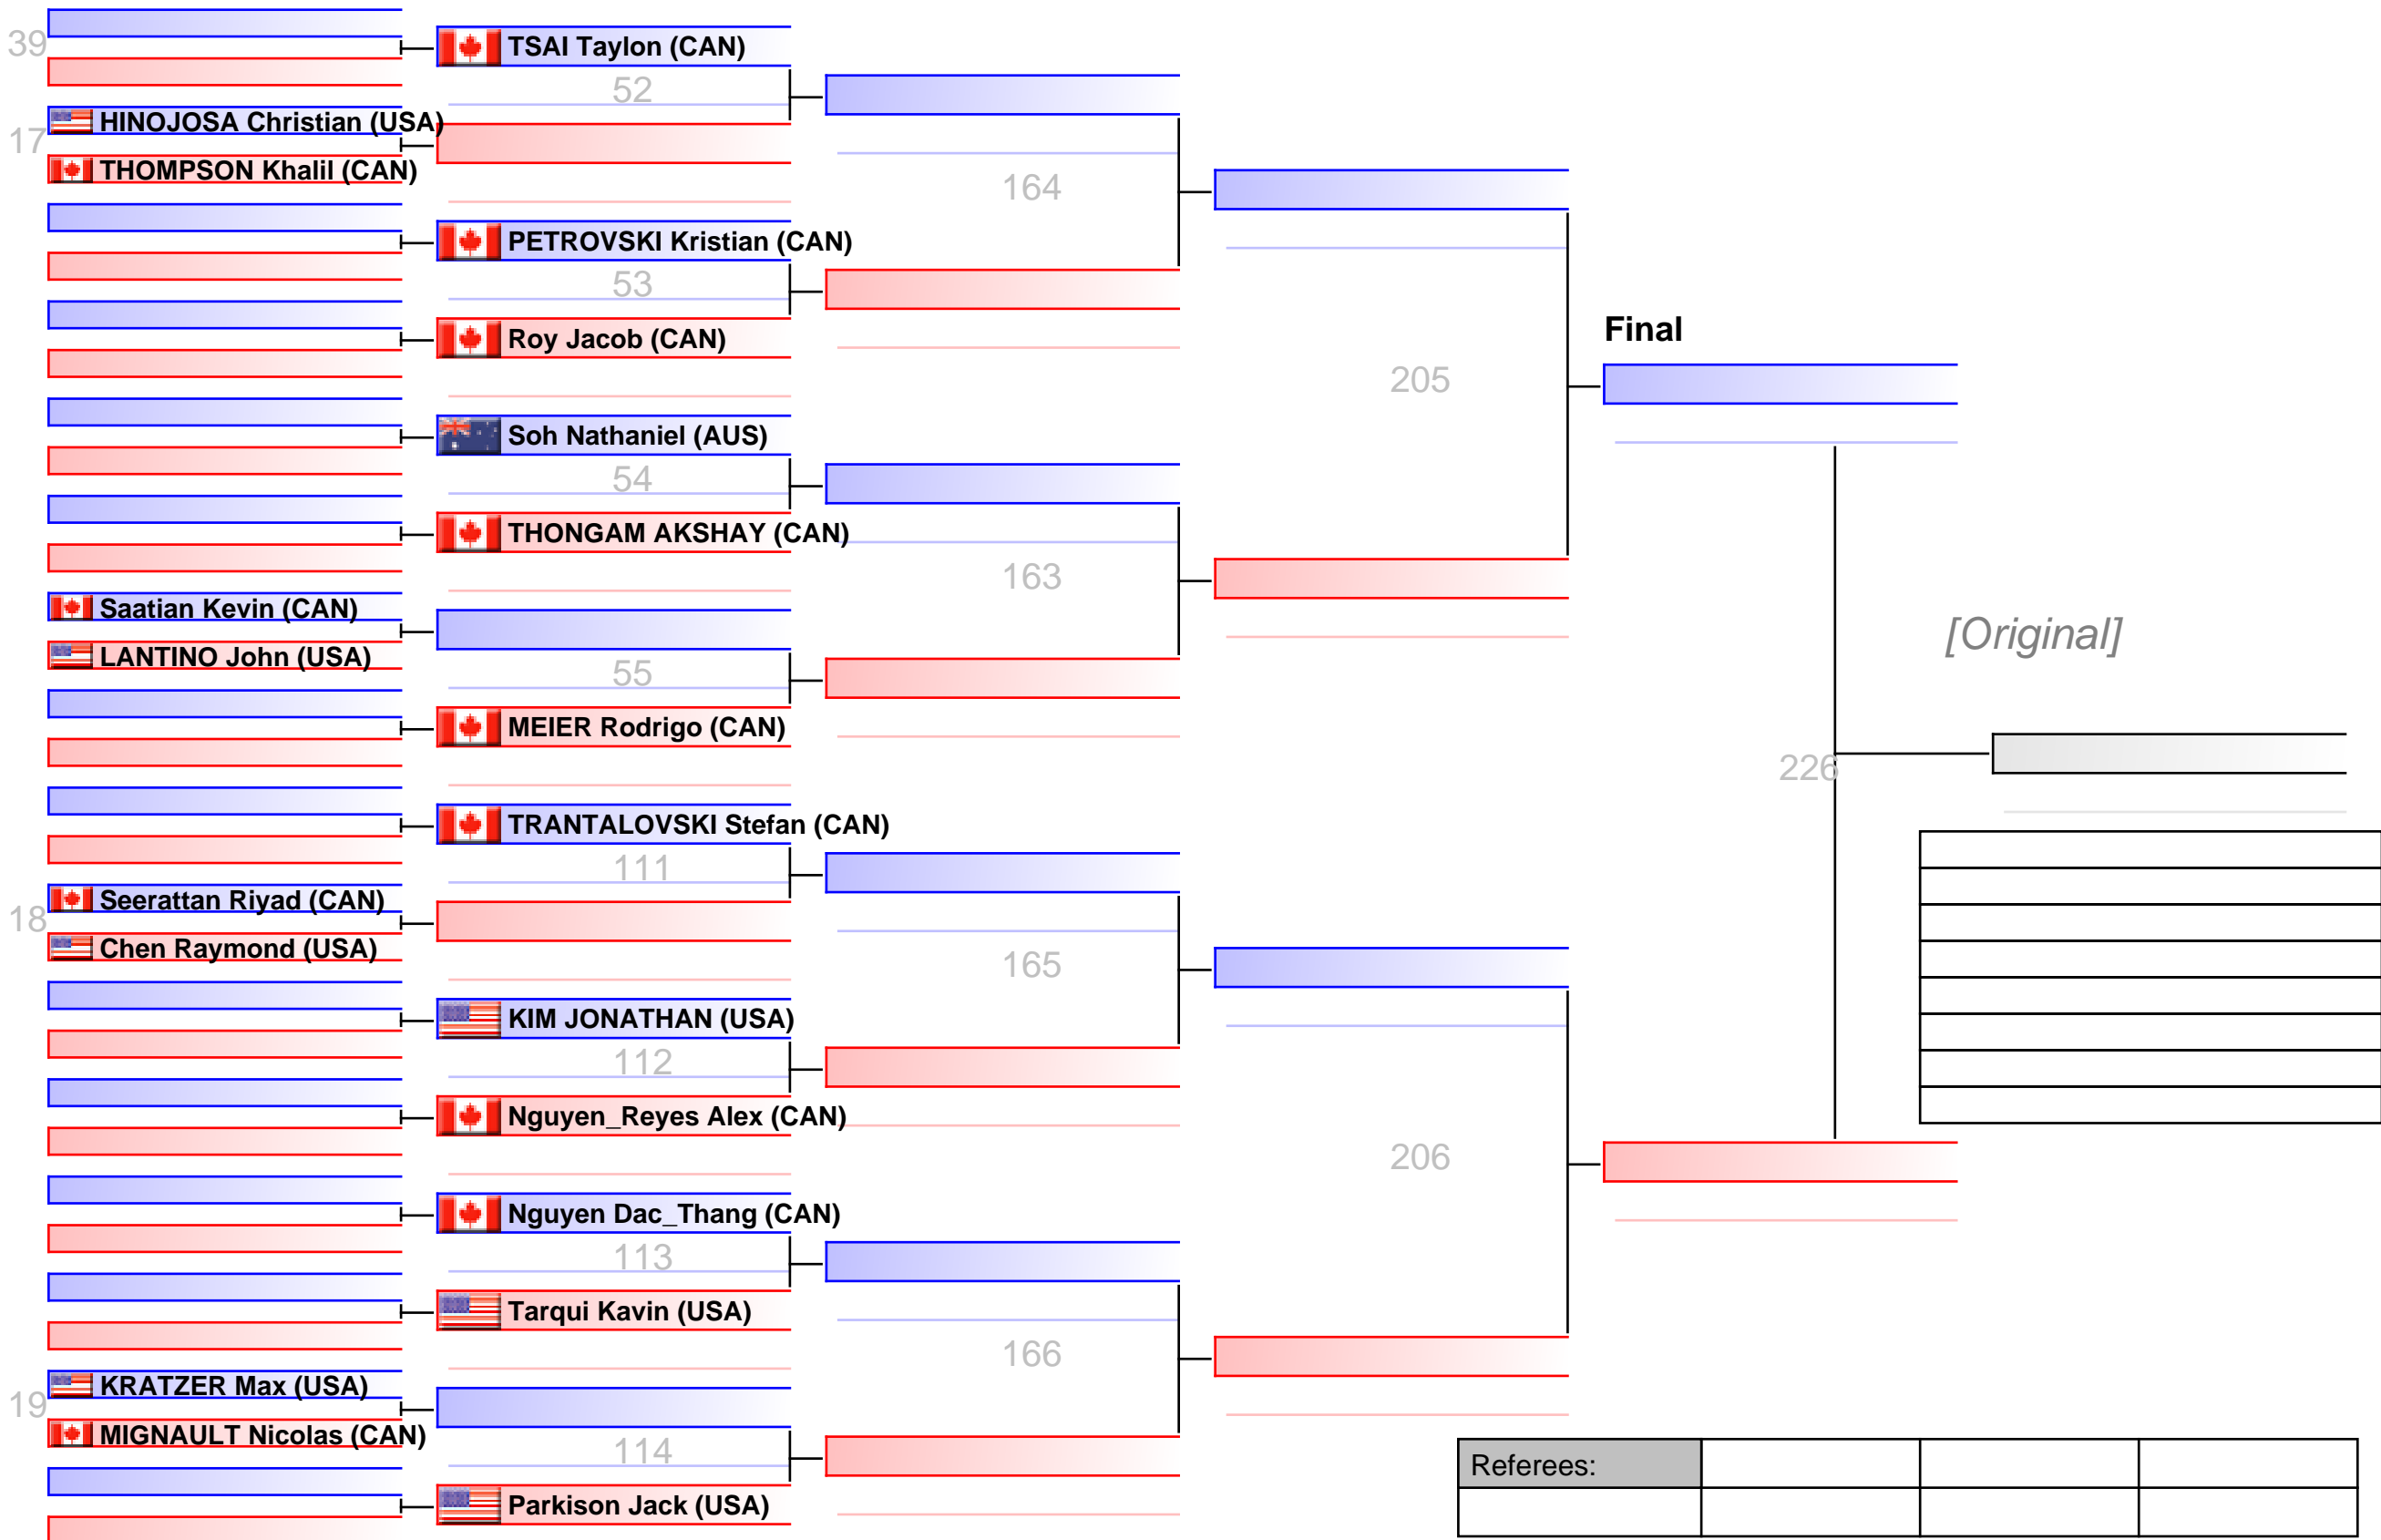 39
TSAI Taylon (CAN)
52
HINOJOSA Christian (USA)
17
THOMPSON Khalil (CAN)
164
PETROVSKI Kristian (CAN)
53
Roy Jacob (CAN)
Final
205
Soh Nathaniel (AUS)
54
THONGAM AKSHAY (CAN)
163
Saatian Kevin (CAN)
LANTINO John (USA)
[Original]
55
MEIER Rodrigo (CAN)
226
TRANTALOVSKI Stefan (CAN)
111
Seerattan Riyad (CAN)
18
Chen Raymond (USA)
165
KIM JONATHAN (USA)
112
Nguyen_Reyes Alex (CAN)
206
Nguyen Dac_Thang (CAN)
113
Tarqui Kavin (USA)
166
KRATZER Max (USA)
19
MIGNAULT Nicolas (CAN)
114
Referees:
Parkison Jack (USA)